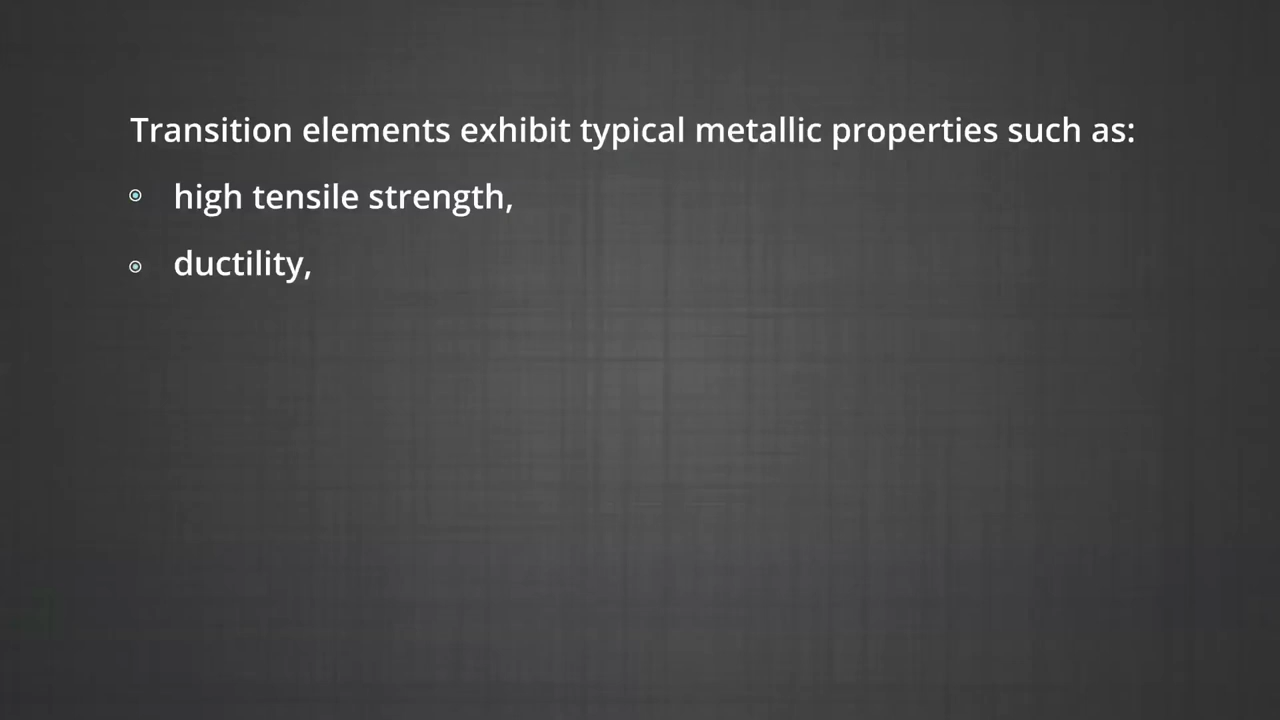 Transition elements exhibit typical metallic properties such as:
high tensile strength,
ductility,